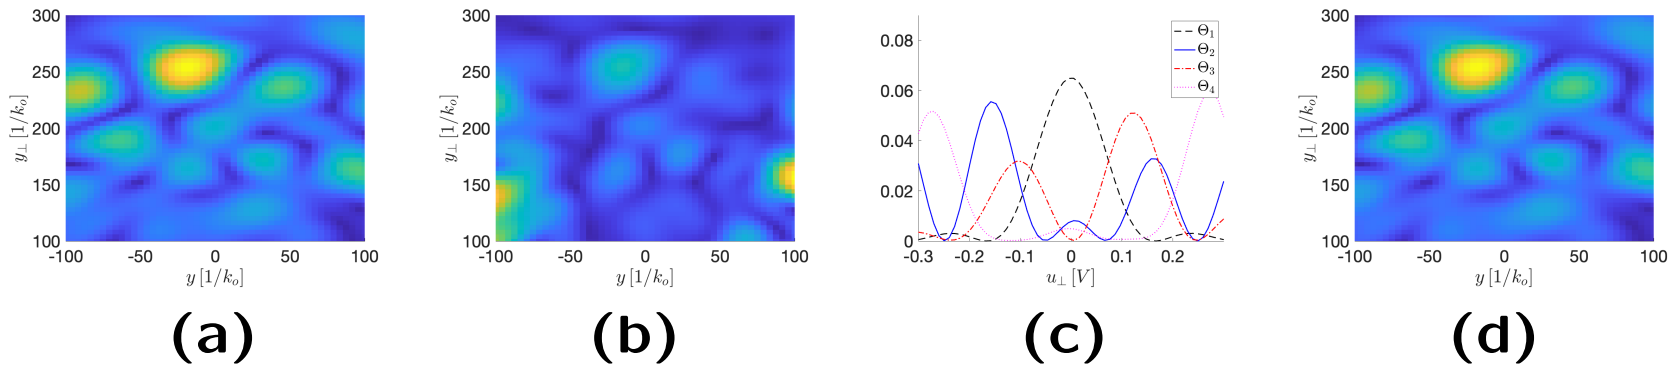 300
250
200
150
100
y⊥ [1/kₒ]
-100 -50 0 50 100
y [1/kₒ]
(a)
300
250
200
150
100
y⊥ [1/kₒ]
-100 -50 0 50 100
y [1/kₒ]
(b)
0.08
0.06
0.04
0.02
0
Θ₁
Θ₂
Θ₃
Θ₄
-0.3 -0.2 -0.1 0 0.1 0.2
u⊥ [V]
(c)
300
250
200
150
100
y⊥ [1/kₒ]
-100 -50 0 50 100
y [1/kₒ]
(d)